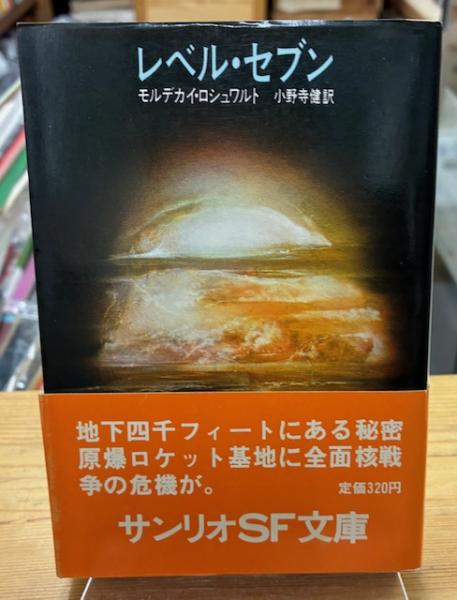 レベル・セブン
モルデカイ・ロシュワルト　小野寺健訳
地下四千フィートにある秘密
原爆ロケット基地に全面核戦
争の危機が。
定価320円
サンリオSF文庫